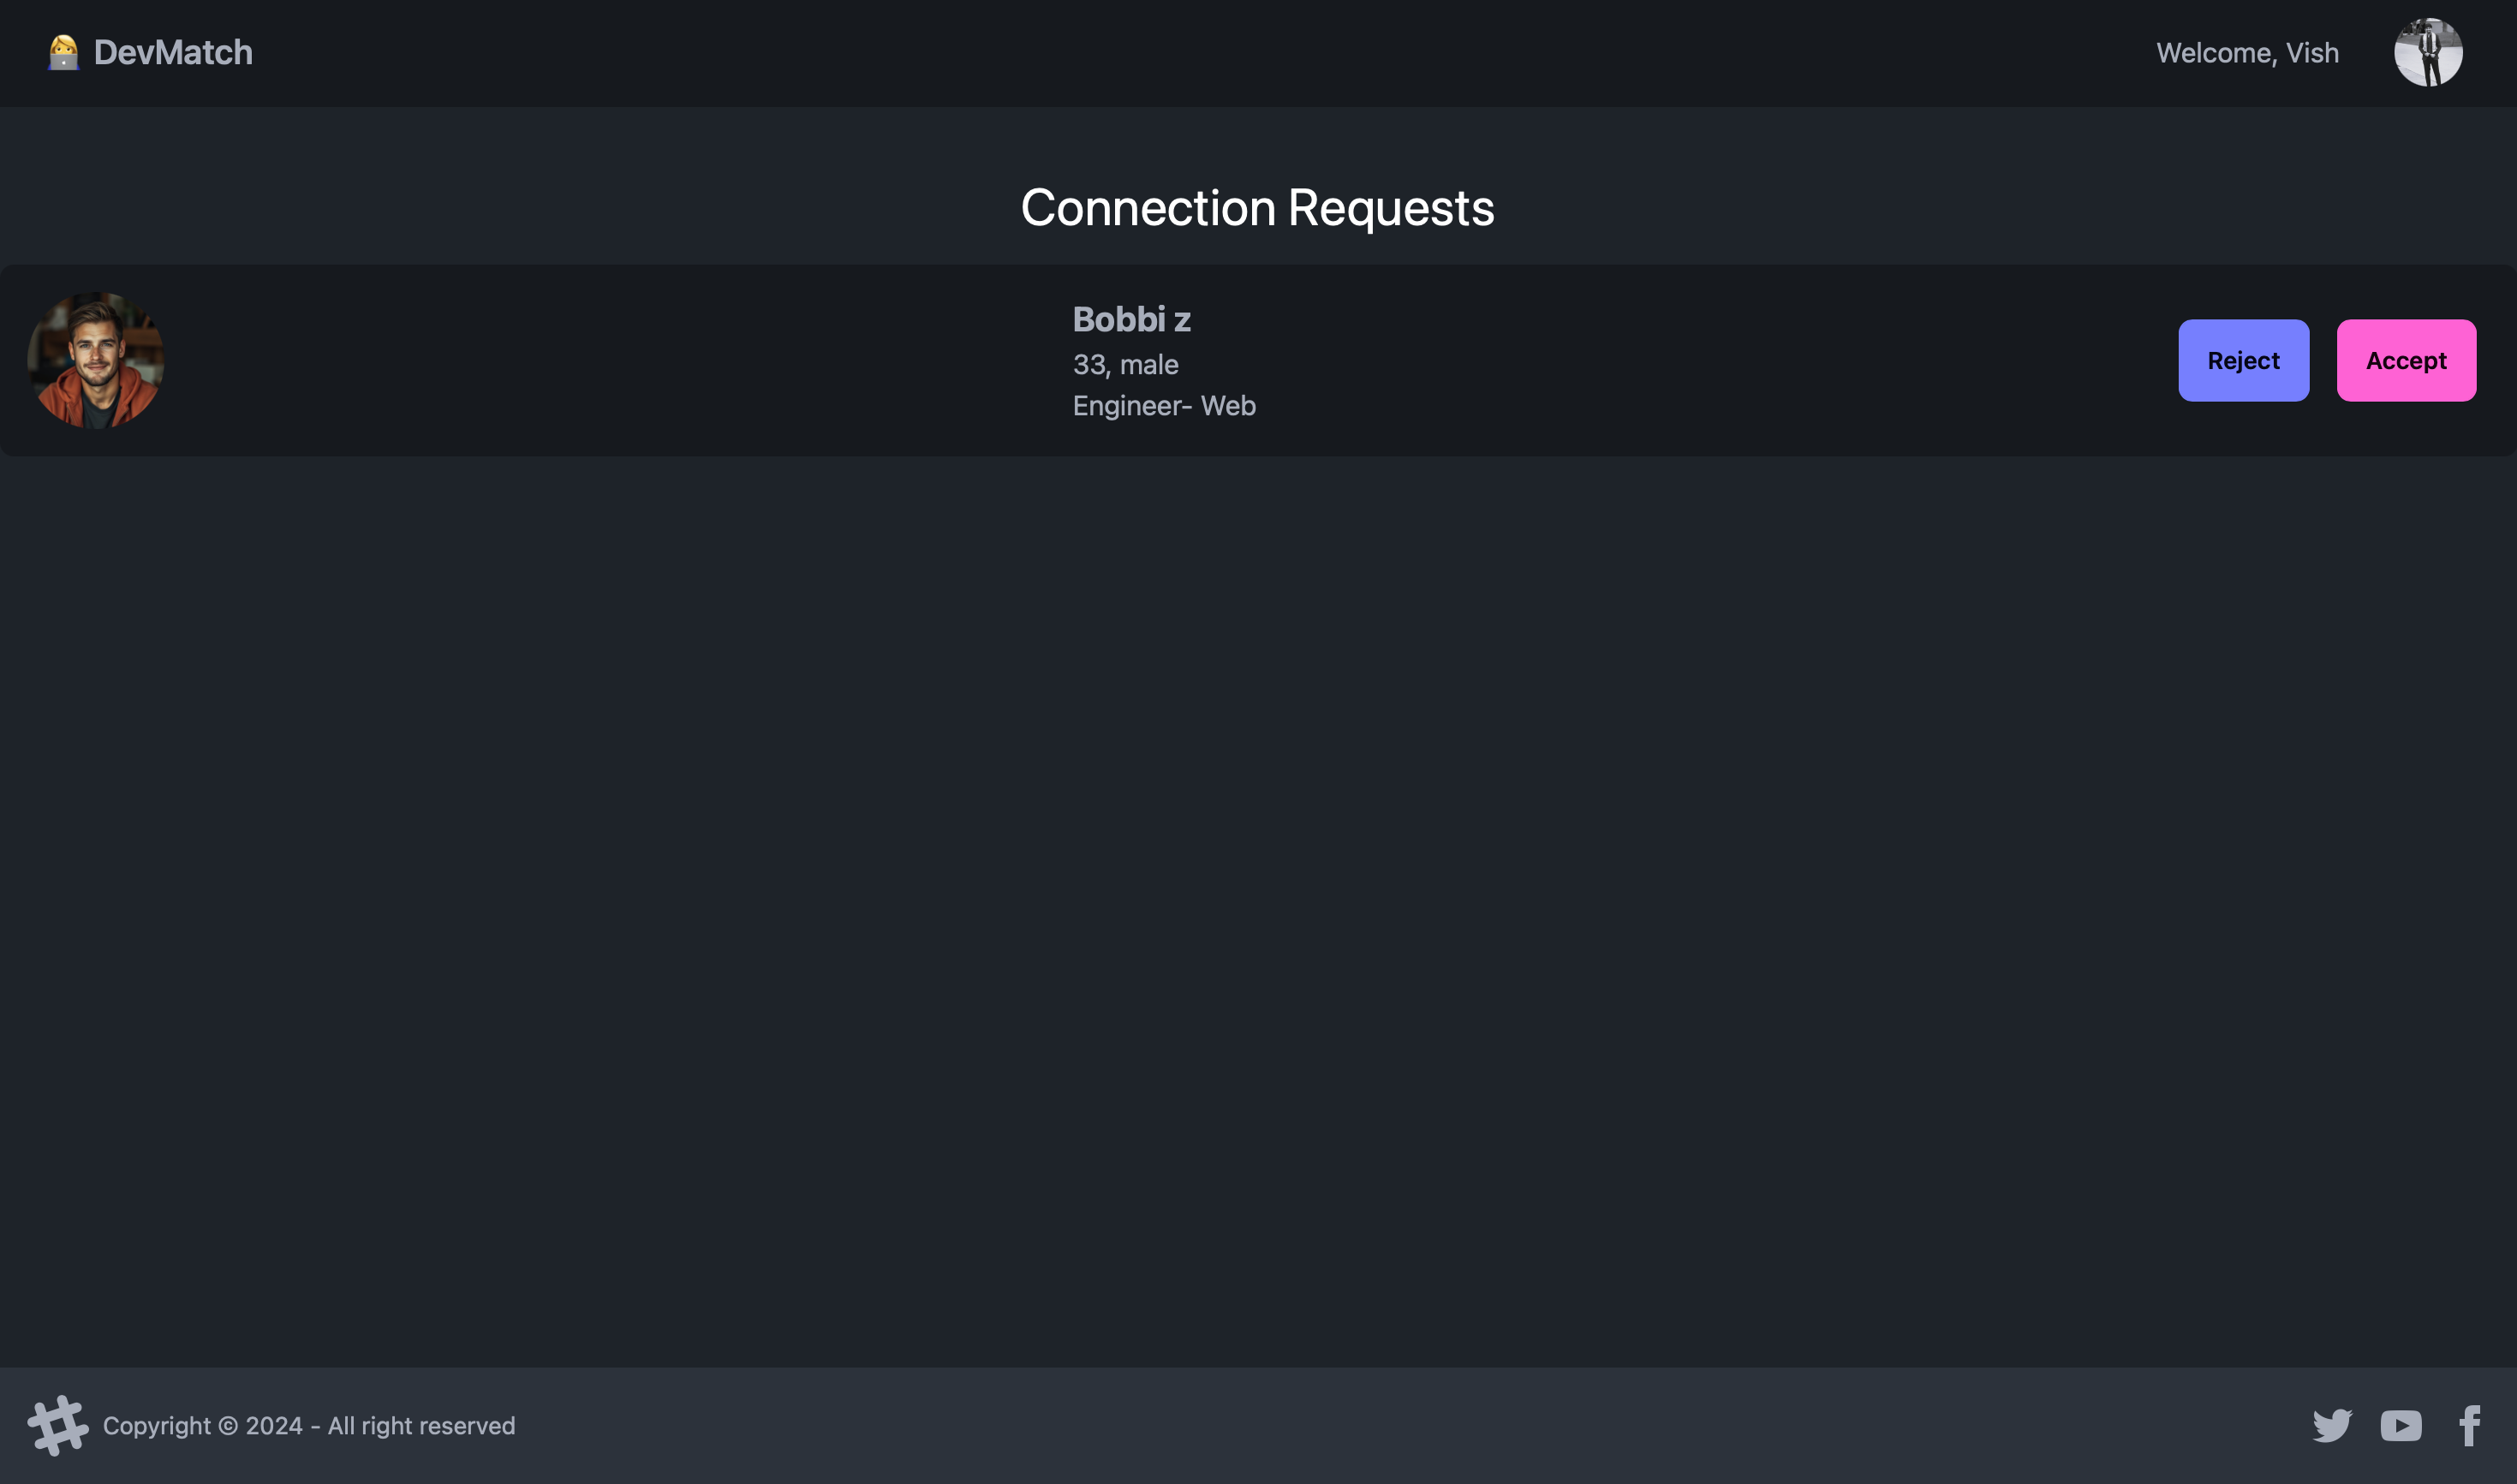 DevMatch
Welcome, Vish
Connection Requests
Bobbi z
33, male
Engineer- Web
Reject
Accept
Copyright © 2024 - All right reserved